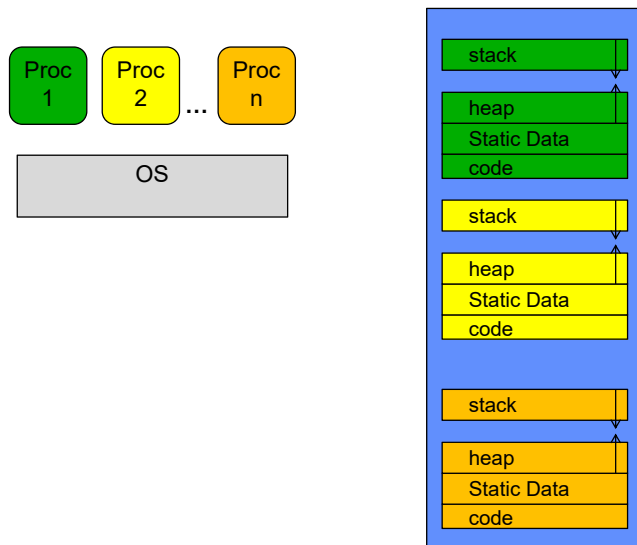 Proc
1
Proc
2
...
Proc
n
OS
stack
heap
Static Data
code
stack
heap
Static Data
code
stack
heap
Static Data
code